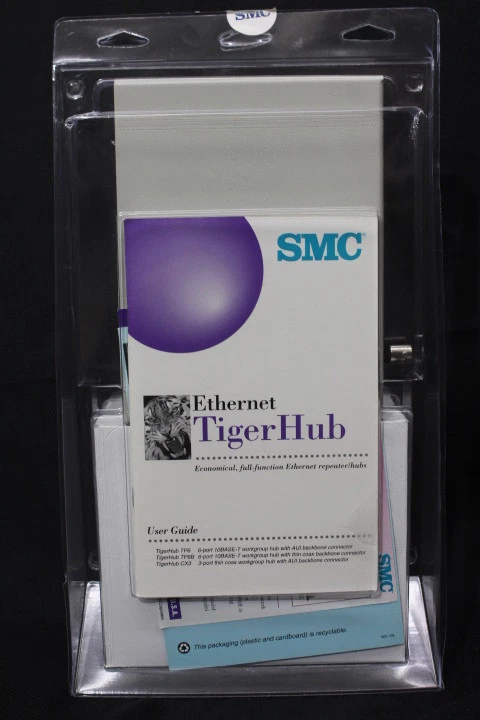 SMC
SMC
Ethernet
TigerHub
Economical, full-function Ethernet repeater/hubs
User Guide
TigerHub TP6 6-port 10BASE-T workgroup hub with AUI backbone connector
TigerHub TP6B 6-port 10BASE-T workgroup hub with thin coax backbone connector
TigerHub CX3 3-port thin coax workgroup hub with AUI backbone connector
SMC
U.S.A.
This packaging (plastic and cardboard) is recyclable.